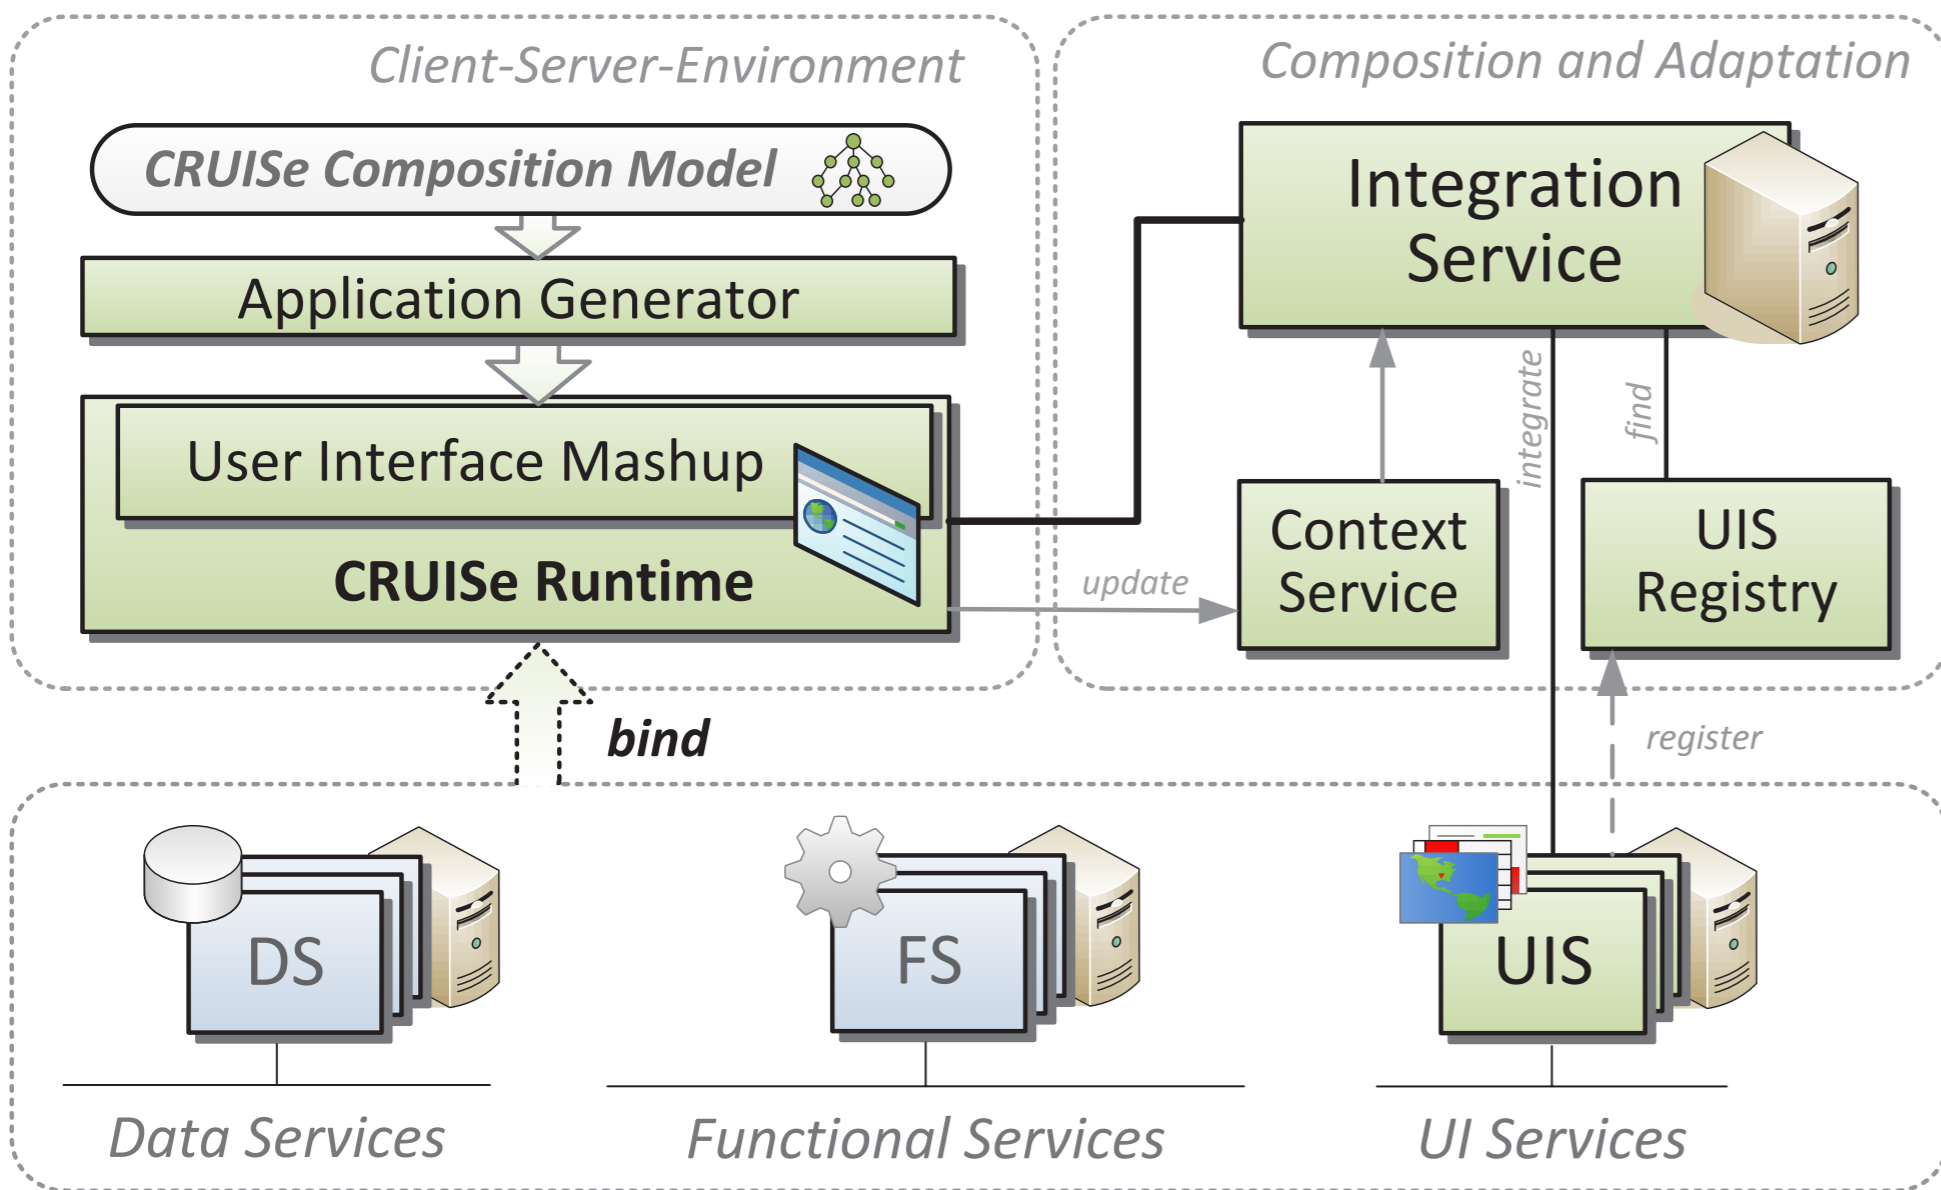 Client-Server-Environment
CRUISe Composition Model
Application Generator
User Interface Mashup
CRUISe Runtime
Composition and Adaptation
Integration
Service
integrate
find
Context
Service
UIS
Registry
update
bind
register
DS
FS
UIS
Data Services
Functional Services
UI Services